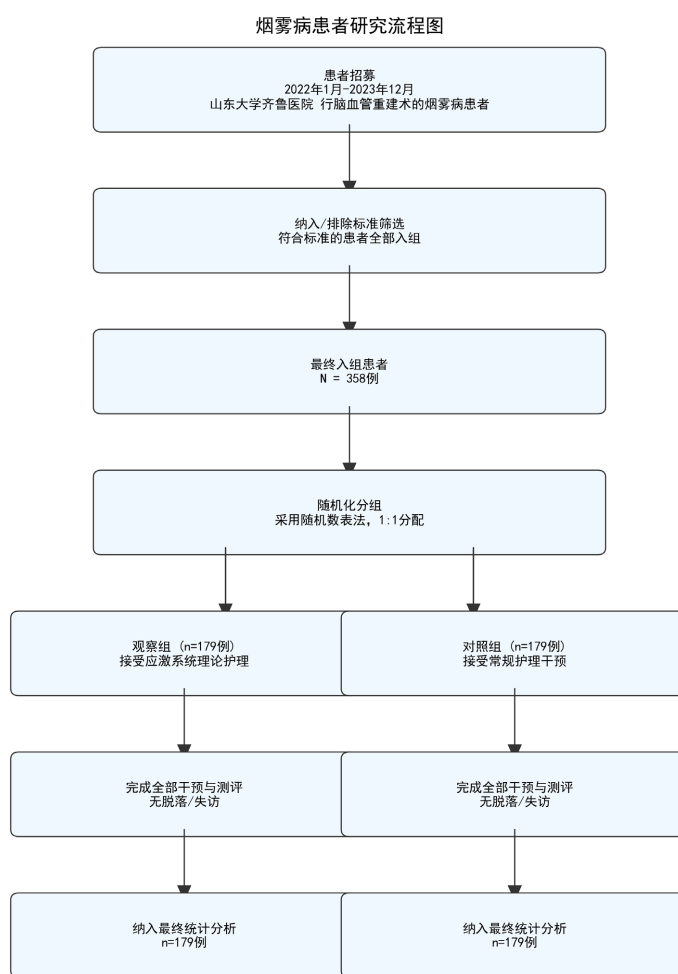 烟雾病患者研究流程图
患者招募
2022年1月-2023年12月
山东大学齐鲁医院 行脑血管重建术的烟雾病患者
纳入/排除标准筛选
符合标准的患者全部入组
最终入组患者
N = 358例
随机化分组
采用随机数表法，1:1分配
观察组 (n=179例)
接受应激系统理论护理
对照组 (n=179例)
接受常规护理干预
完成全部干预与测评
无脱落/失访
完成全部干预与测评
无脱落/失访
纳入最终统计分析
n=179例
纳入最终统计分析
n=179例